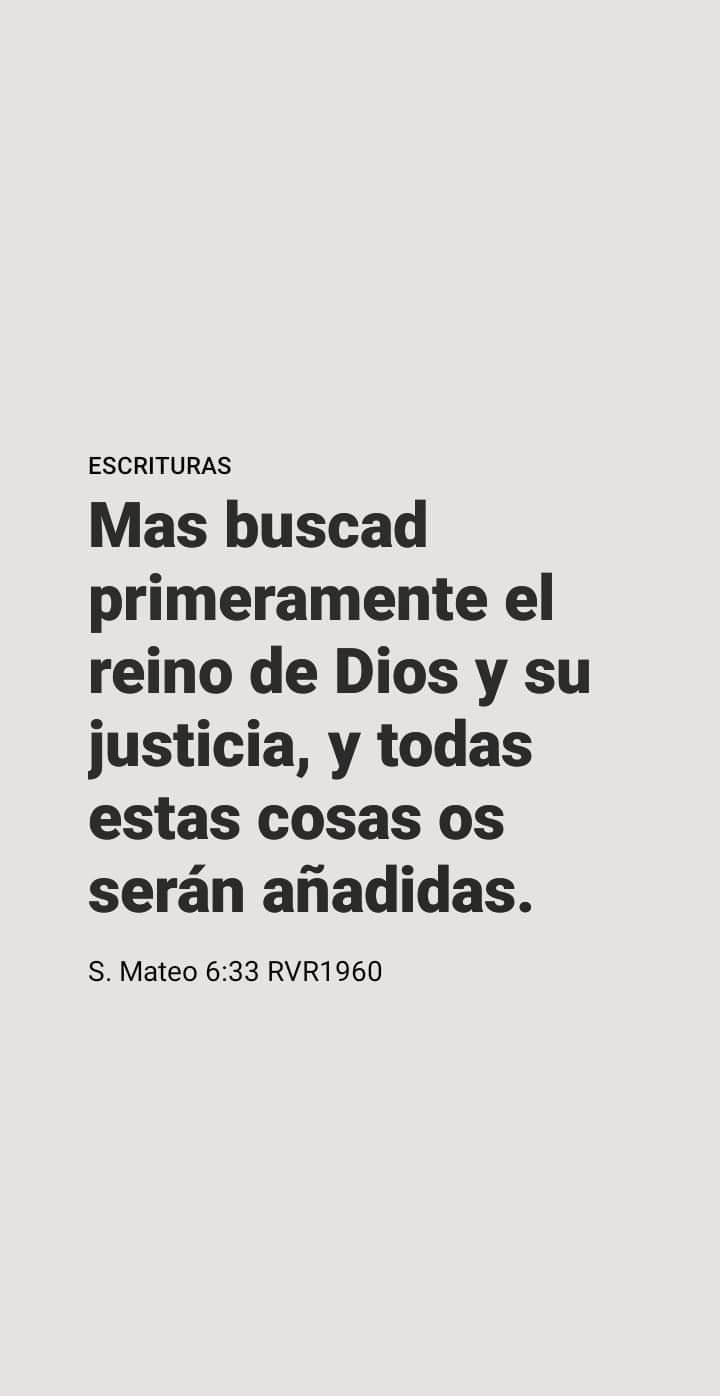 ESCRITURAS
Mas buscad
primeramente el
reino de Dios y su
justicia, y todas
estas cosas os
serán añadidas.
S. Mateo 6:33 RVR1960